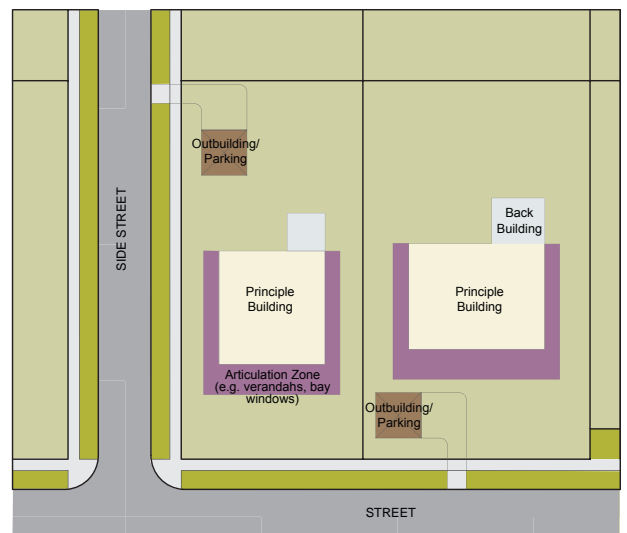 Outbuilding/
Parking
SIDE STREET
Back
Building
Principle
Building
Principle
Building
Articulation Zone
(e.g. verandahs, bay
windows)
Outbuilding/
Parking
STREET